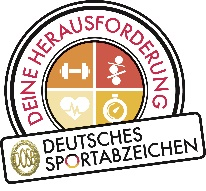 DEINE HERAUSFORDERUNG
DEUTSCHES
SPORTABZEICHEN